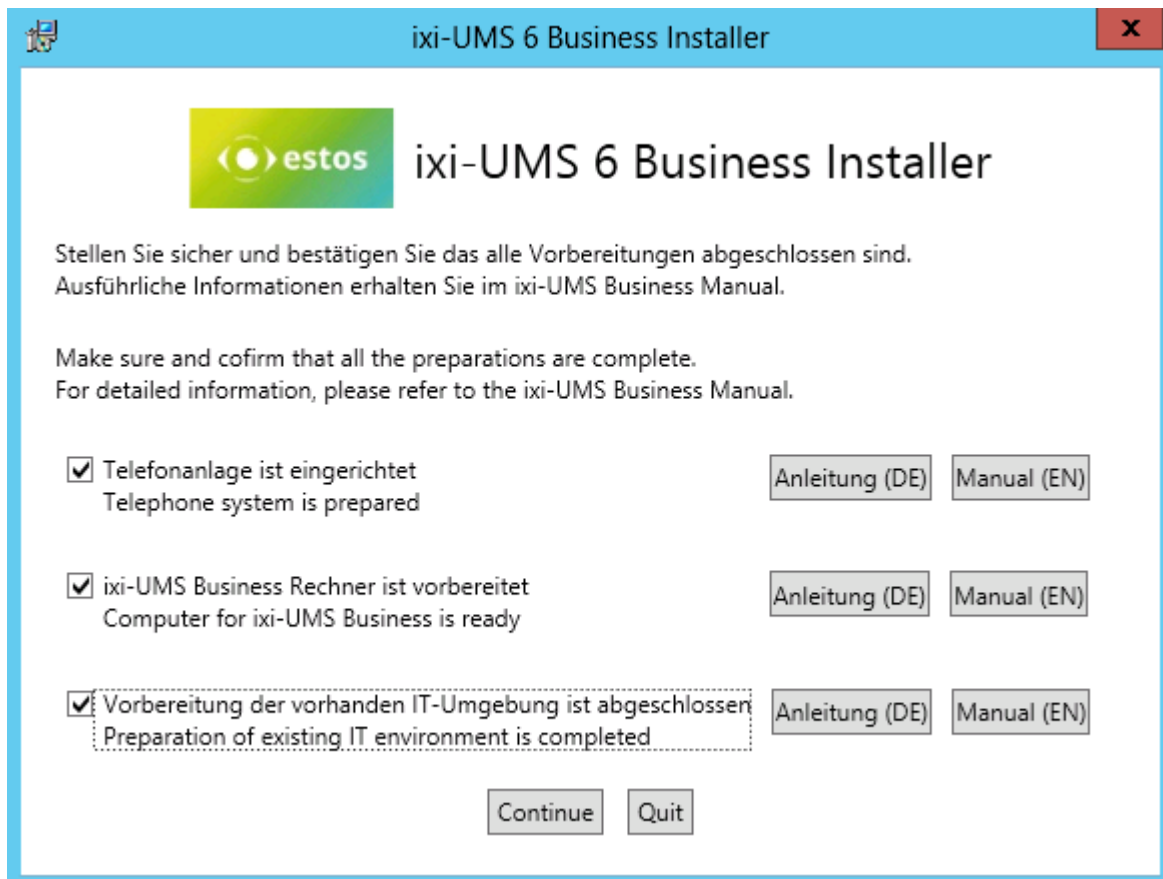 ixi-UMS 6 Business Installer
x
estos
ixi-UMS 6 Business Installer
Stellen Sie sicher und bestätigen Sie das alle Vorbereitungen abgeschlossen sind.
Ausführliche Informationen erhalten Sie im ixi-UMS Business Manual.
Make sure and cofirm that all the preparations are complete.
For detailed information, please refer to the ixi-UMS Business Manual.
Telefonanlage ist eingerichtet
Telephone system is prepared
Anleitung (DE) Manual (EN)
ixi-UMS Business Rechner ist vorbereitet
Computer for ixi-UMS Business is ready
Anleitung (DE) Manual (EN)
Vorbereitung der vorhanden IT-Umgebung ist abgeschlossen
Preparation of existing IT environment is completed
Anleitung (DE) Manual (EN)
Continue Quit